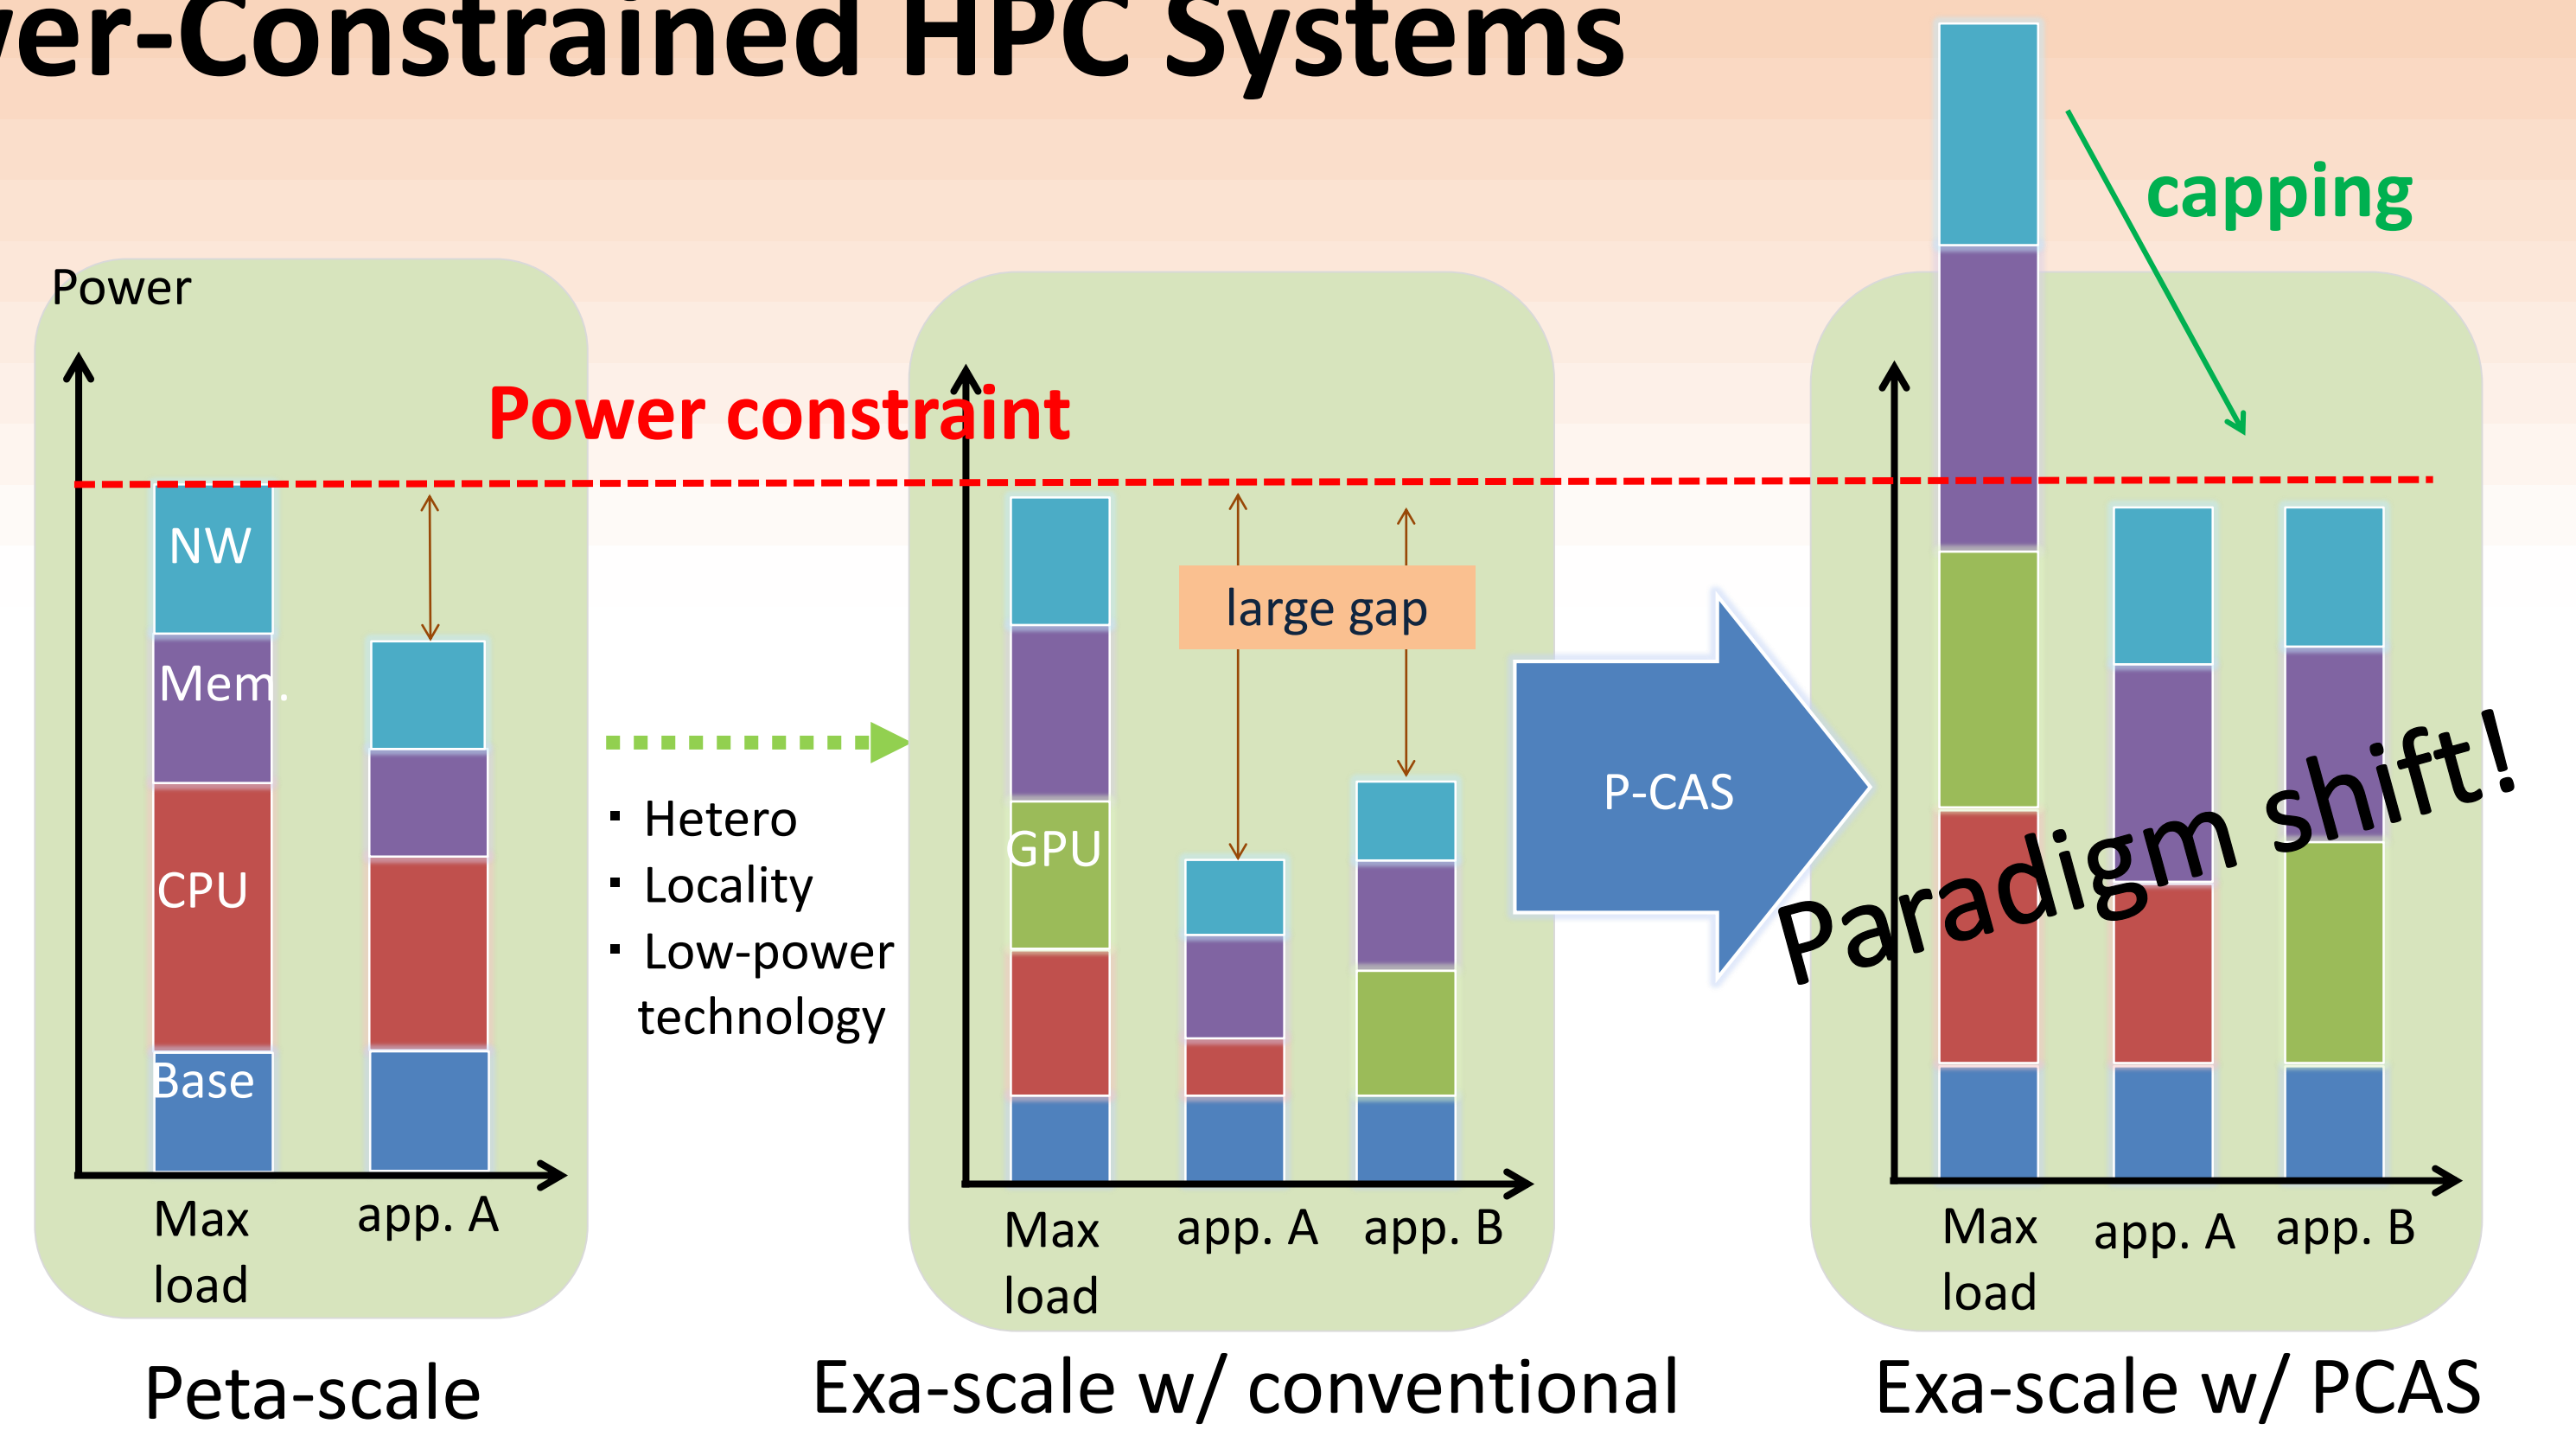 er-Constrained HPC Systems
capping
Power
Power constraint
NW
Mem.
CPU
Base
Max
load
app. A
Peta-scale
・ Hetero
・ Locality
・ Low-power
technology
large gap
GPU
Max
load
app. A
app. B
Exa-scale w/ conventional
P-CAS
Paradigm shift!
Max
load
app. A
app. B
Exa-scale w/ PCAS